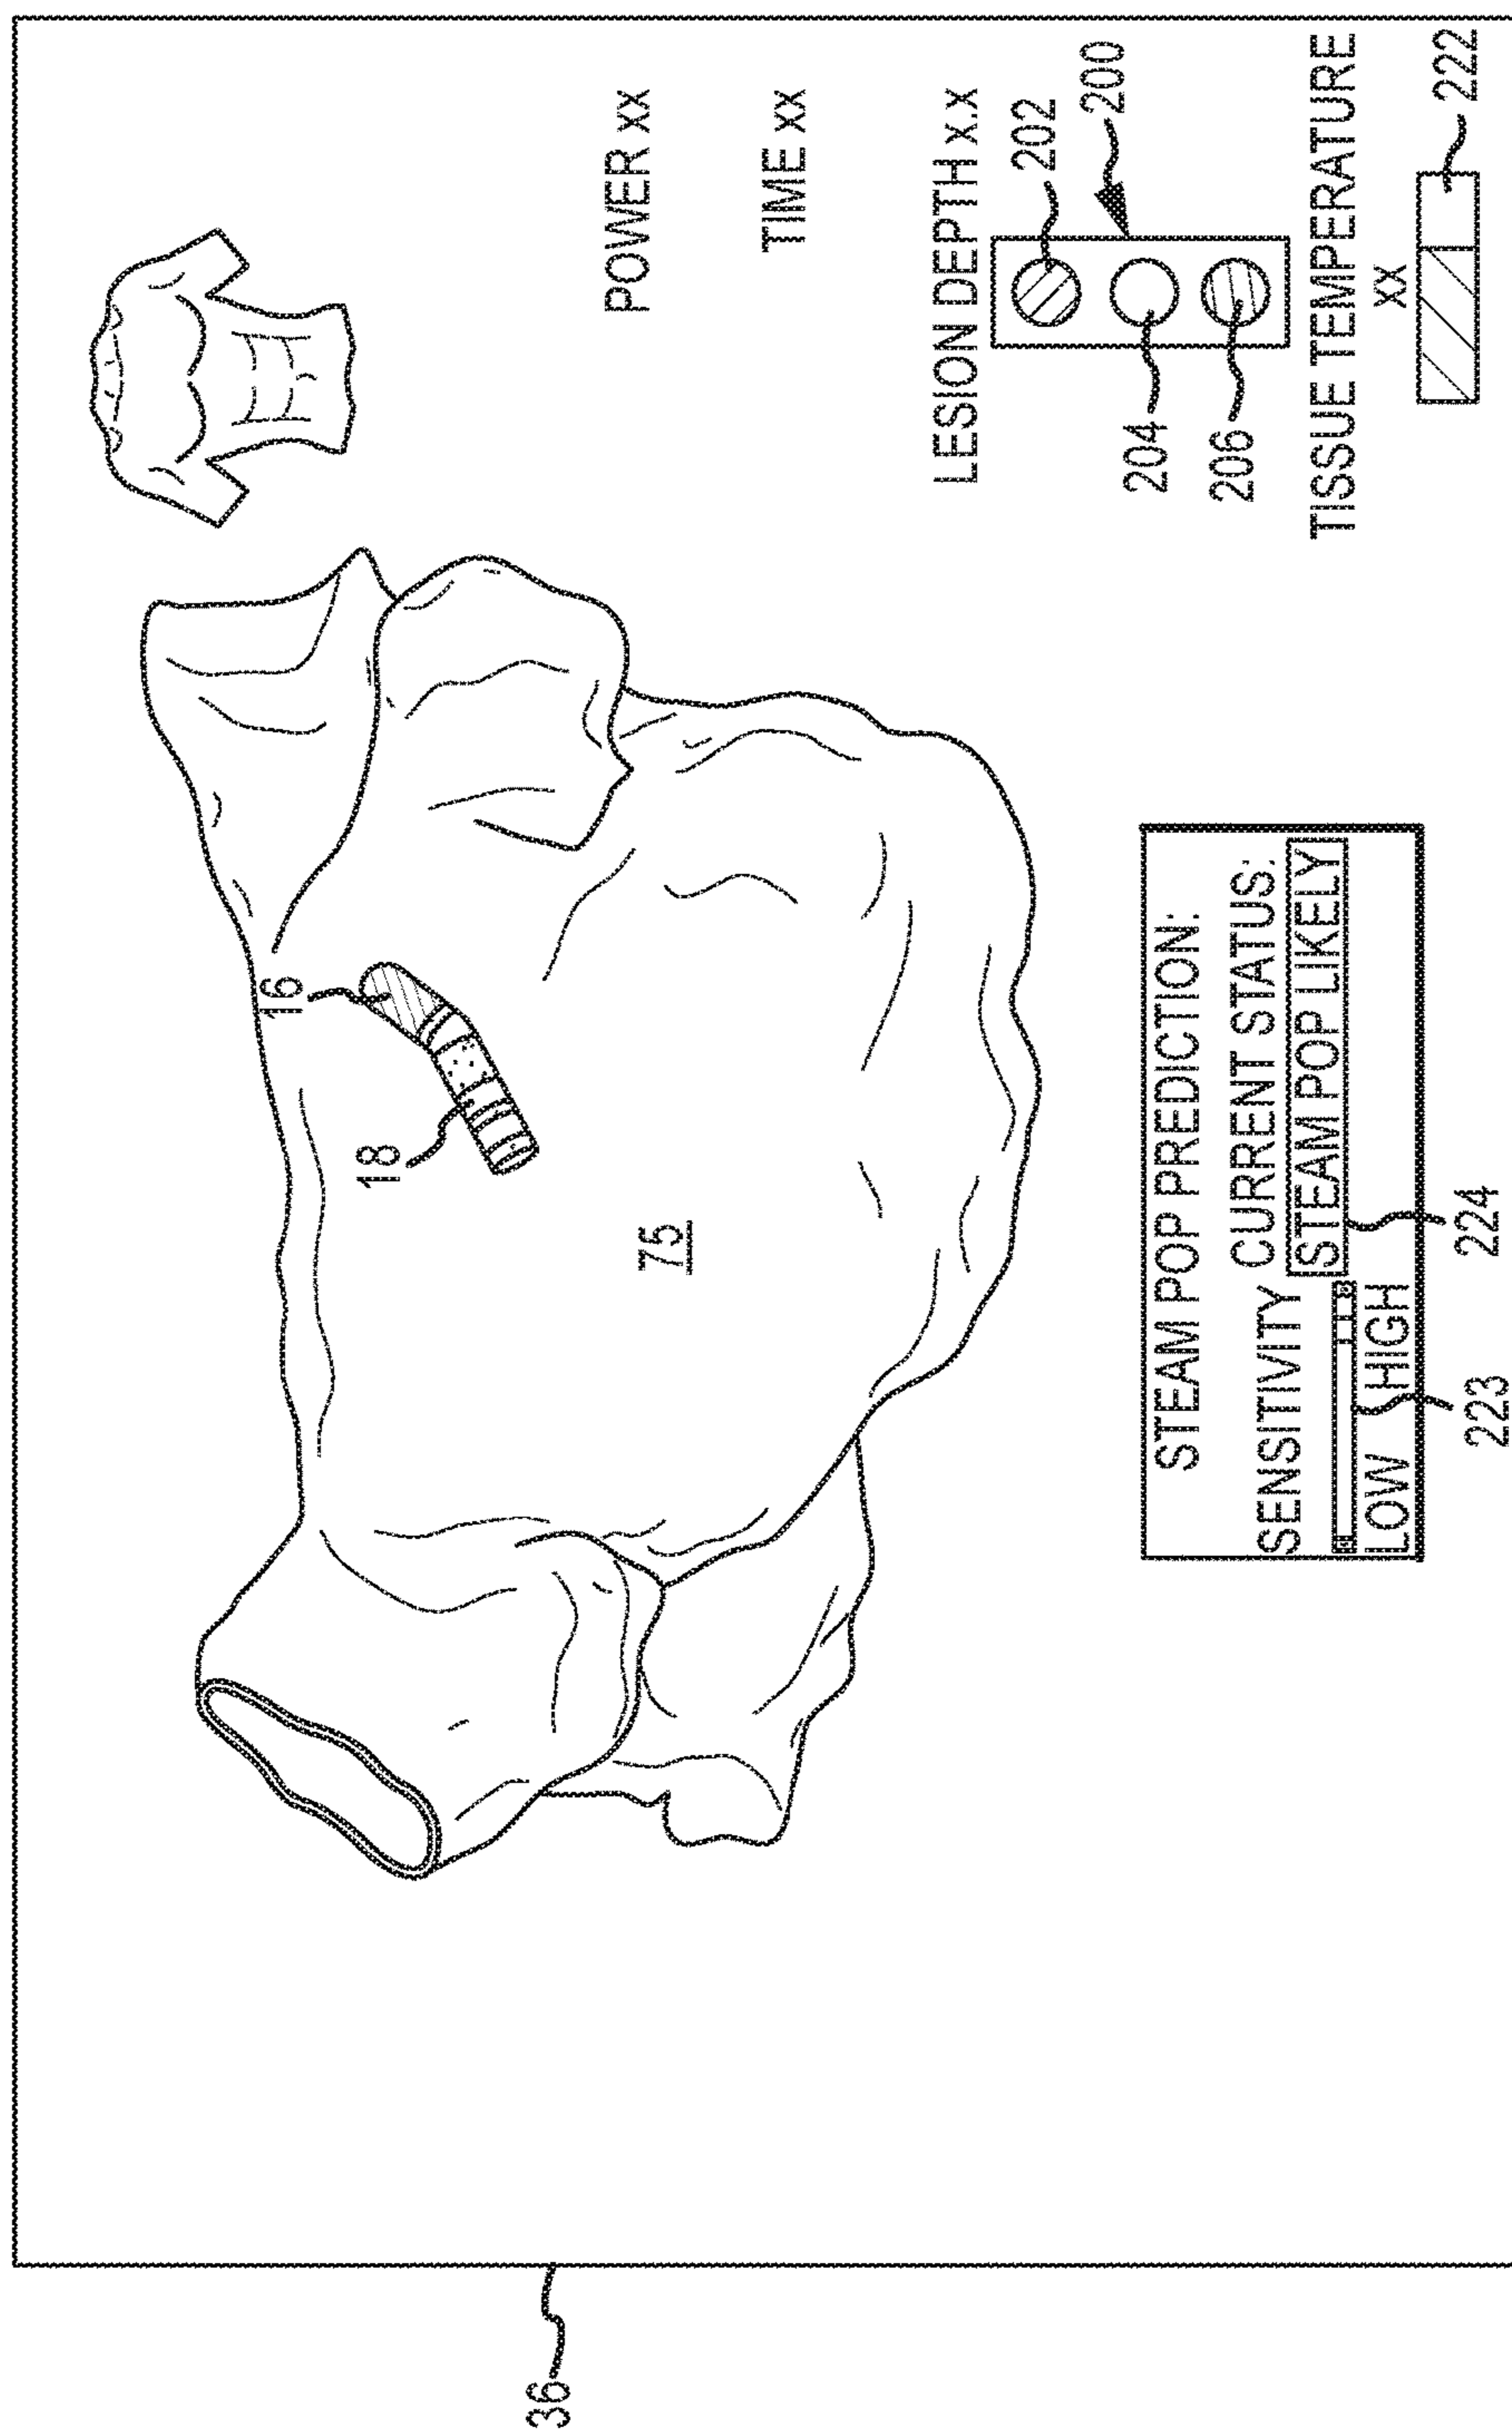 16
18
75
POWER xx
TIME xx
LESION DEPTH x.x
202
200
204
206
TISSUE TEMPERATURE
xx
222
STEAM POP PREDICTION:
SENSITIVITY
CURRENT STATUS:
STEAM POP LIKELY
LOW HIGH
223
224
36